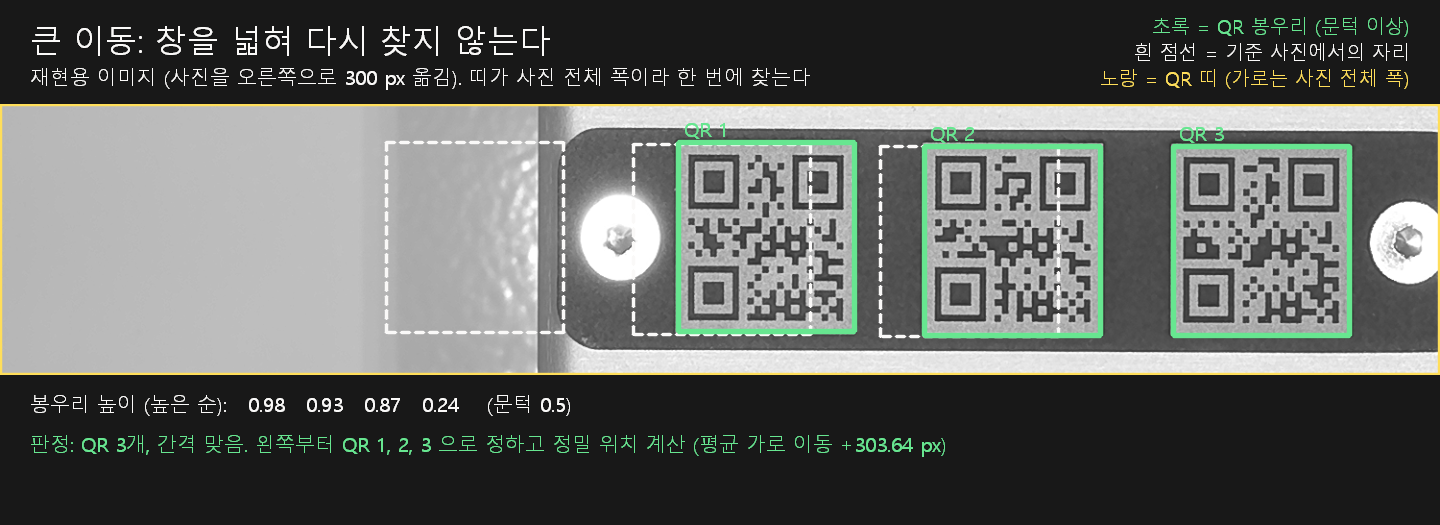 큰 이동: 창을 넓혀 다시 찾지 않는다
재현용 이미지 (사진을 오른쪽으로 300 px 옮김). 띠가 사진 전체 폭이라 한 번에 찾는다
초록 = QR 봉우리 (문턱 이상)
흰 점선 = 기준 사진에서의 자리
노랑 = QR 띠 (가로는 사진 전체 폭)
QR 1
QR 2
QR 3
봉우리 높이 (높은 순): 0.98 0.93 0.87 0.24 (문턱 0.5)
판정: QR 3개, 간격 맞음. 왼쪽부터 QR 1, 2, 3 으로 정하고 정밀 위치 계산 (평균 가로 이동 +303.64 px)